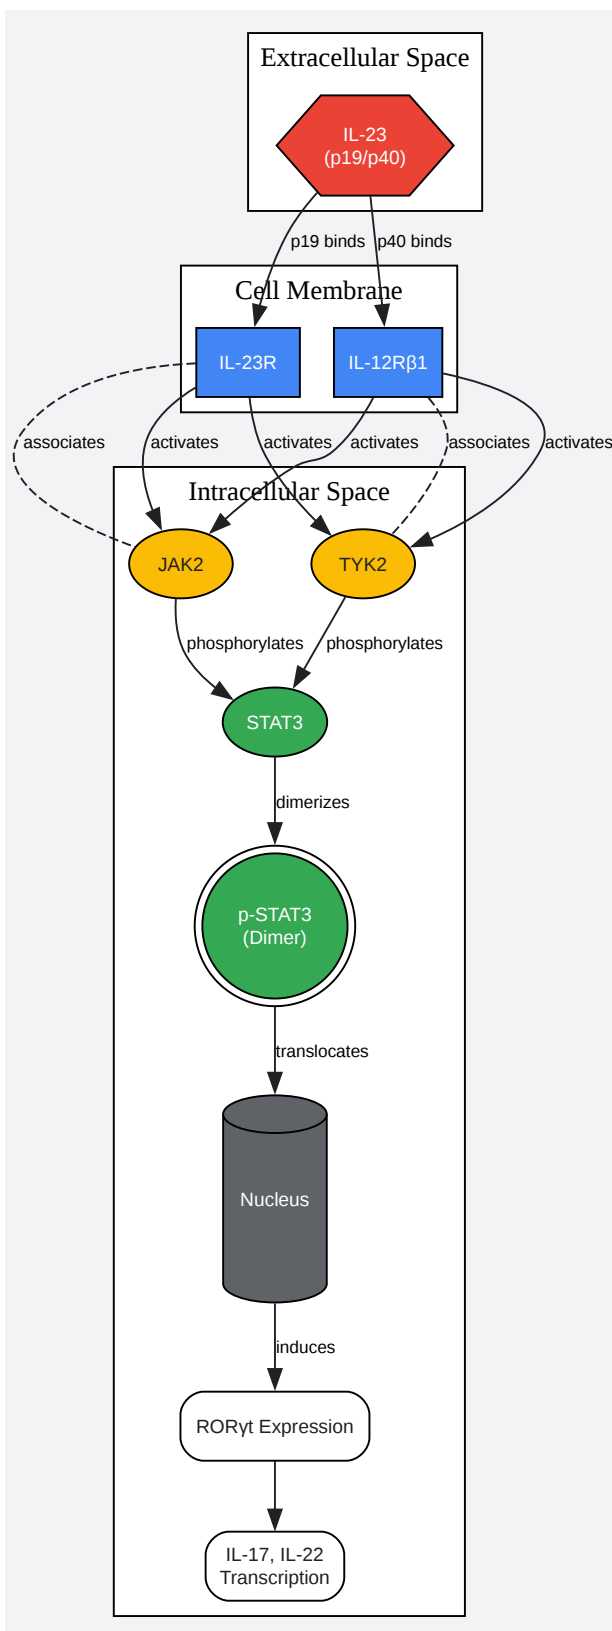 Extracellular Space
IL-23
(p19/p40)
p19 binds
p40 binds
Cell Membrane
IL-23R
IL-12Rβ1
associates
activates
activates
activates
associates
activates
Intracellular Space
JAK2
TYK2
phosphorylates
phosphorylates
STAT3
dimerizes
p-STAT3
(Dimer)
translocates
Nucleus
induces
RORγt Expression
IL-17, IL-22
Transcription